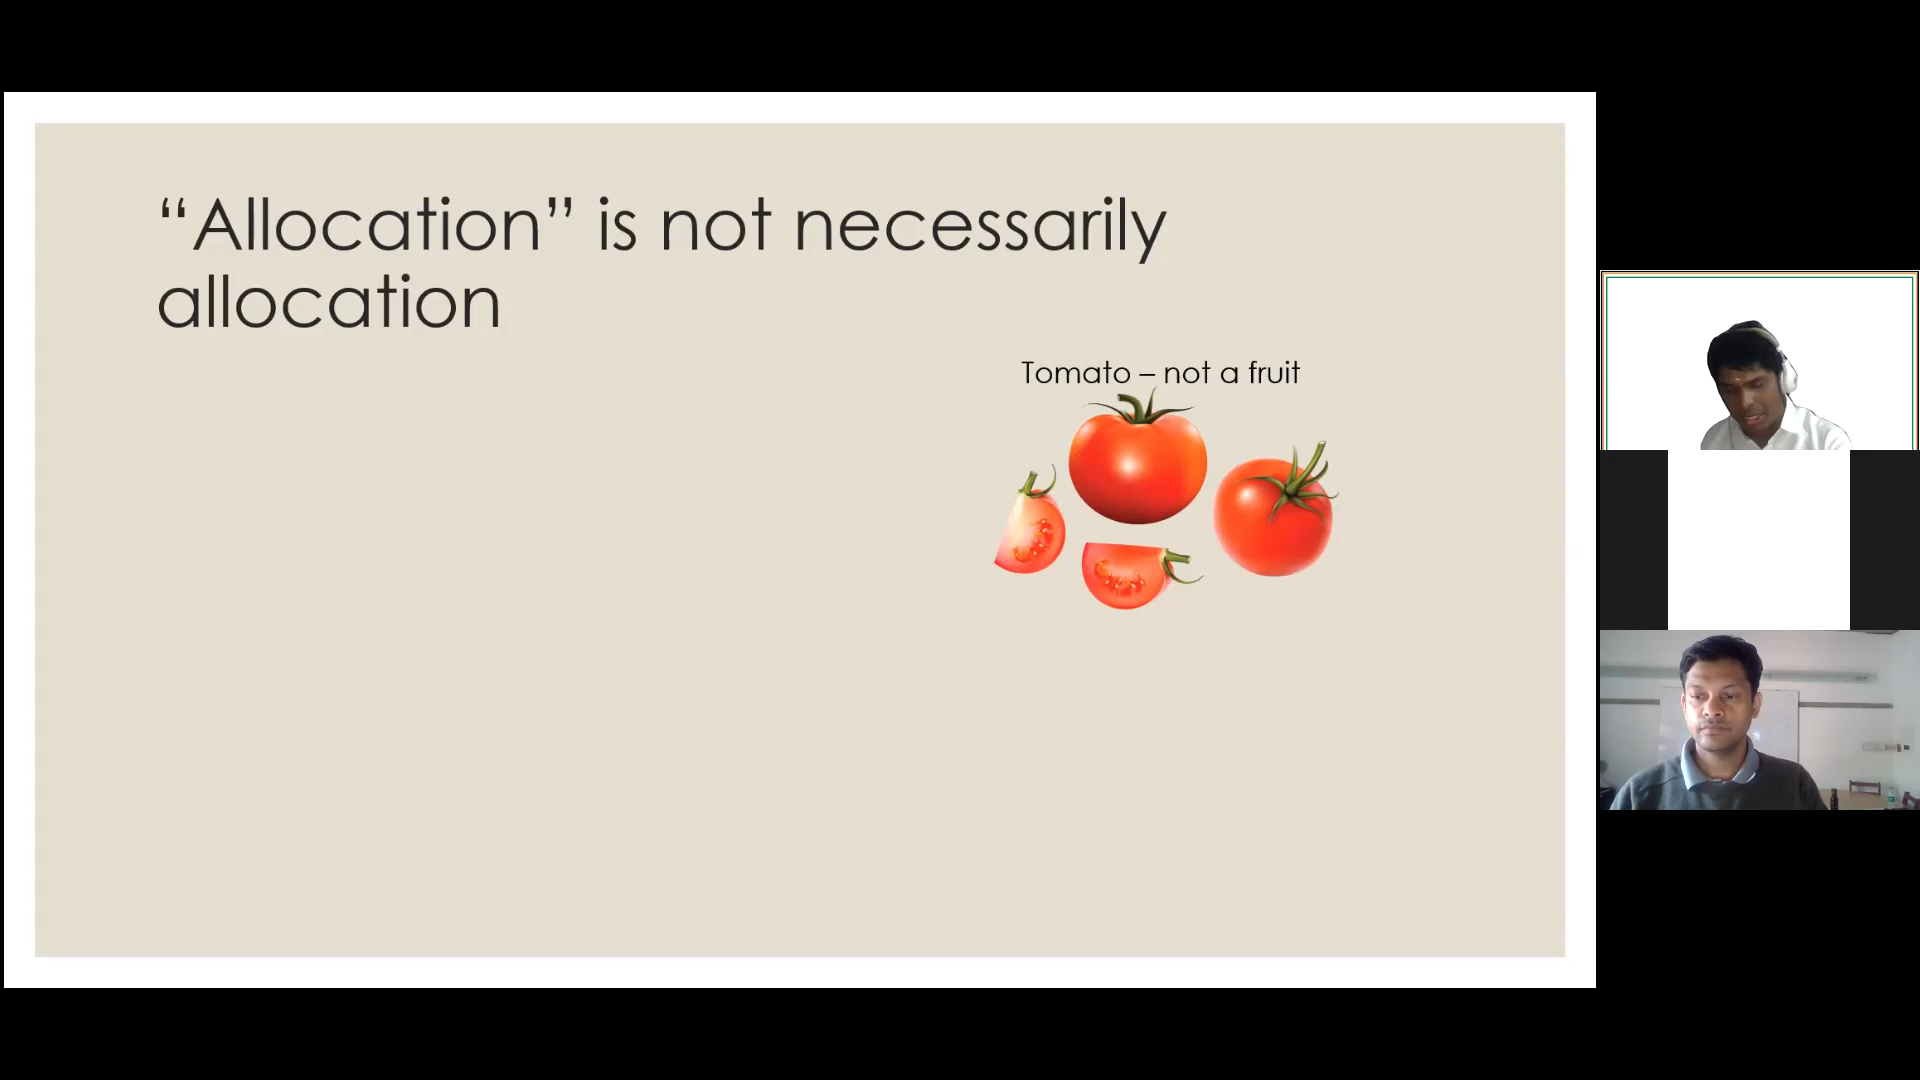 “Allocation” is not necessarily
allocation
Tomato – not a fruit